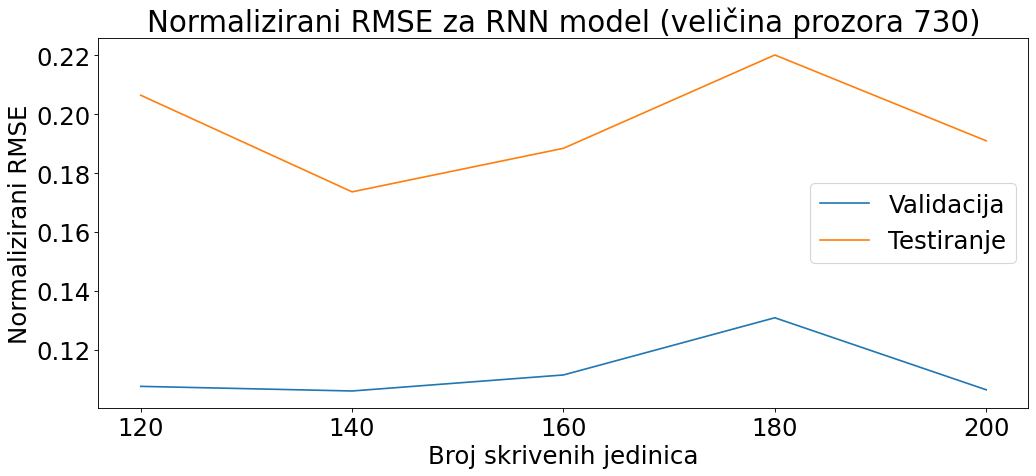 Normalizirani RMSE za RNN model (veličina prozora 730)
Normalizirani RMSE
0.22
0.20
0.18
0.16
0.14
0.12
Validacija
Testiranje
120 140 160 180 200
Broj skrivenih jedinica